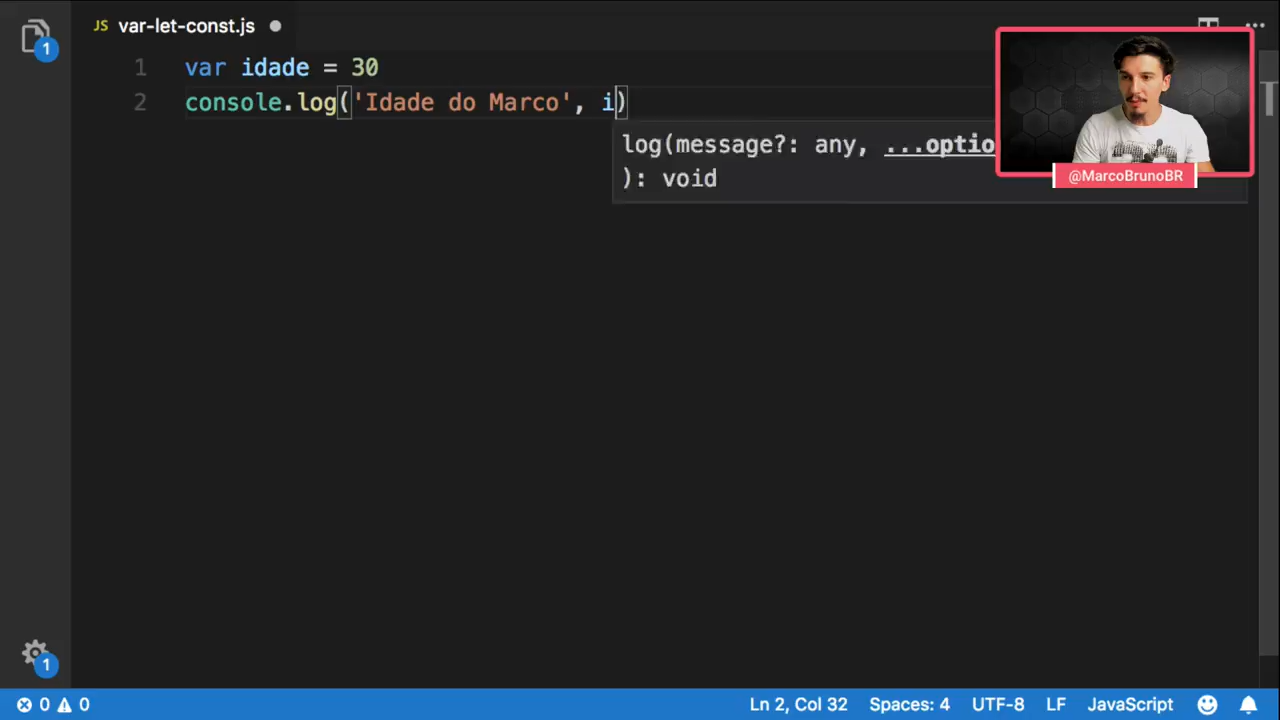 1
JS var-let-const.js
1 var idade = 30
2 console.log('Idade do Marco', i)
log(message?: any, ...optio
): void
@MarcoBrunoBR
1
0 0 Ln 2, Col 32 Spaces: 4 UTF-8 LF JavaScript